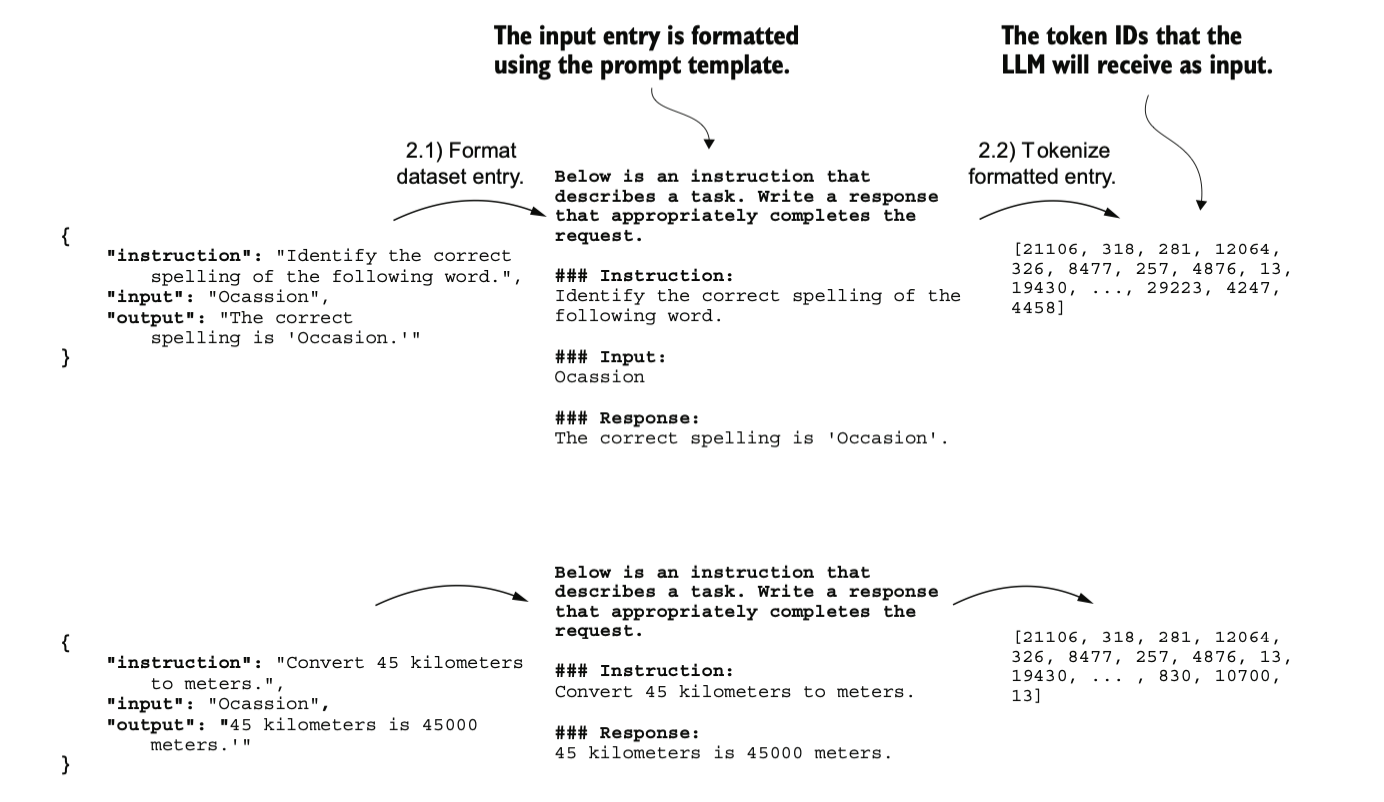 The input entry is formatted
using the prompt template.
The token IDs that the
LLM will receive as input.
2.1) Format
dataset entry.
2.2) Tokenize
formatted entry.
{
"instruction": "Identify the correct
spelling of the following word.",
"input": "Ocassion",
"output": "The correct
spelling is 'Occasion.'"
}
Below is an instruction that
describes a task. Write a response
that appropriately completes the
request.
### Instruction:
Identify the correct spelling of the
following word.
### Input:
Ocassion
### Response:
The correct spelling is 'Occasion'.
[21106, 318, 281, 12064,
326, 8477, 257, 4876, 13,
19430, ..., 29223, 4247,
4458]
{
"instruction": "Convert 45 kilometers
to meters.",
"input": "Ocassion",
"output": "45 kilometers is 45000
meters.'"
}
Below is an instruction that
describes a task. Write a response
that appropriately completes the
request.
### Instruction:
Convert 45 kilometers to meters.
### Response:
45 kilometers is 45000 meters.
[21106, 318, 281, 12064,
326, 8477, 257, 4876, 13,
19430, ... , 830, 10700,
13]